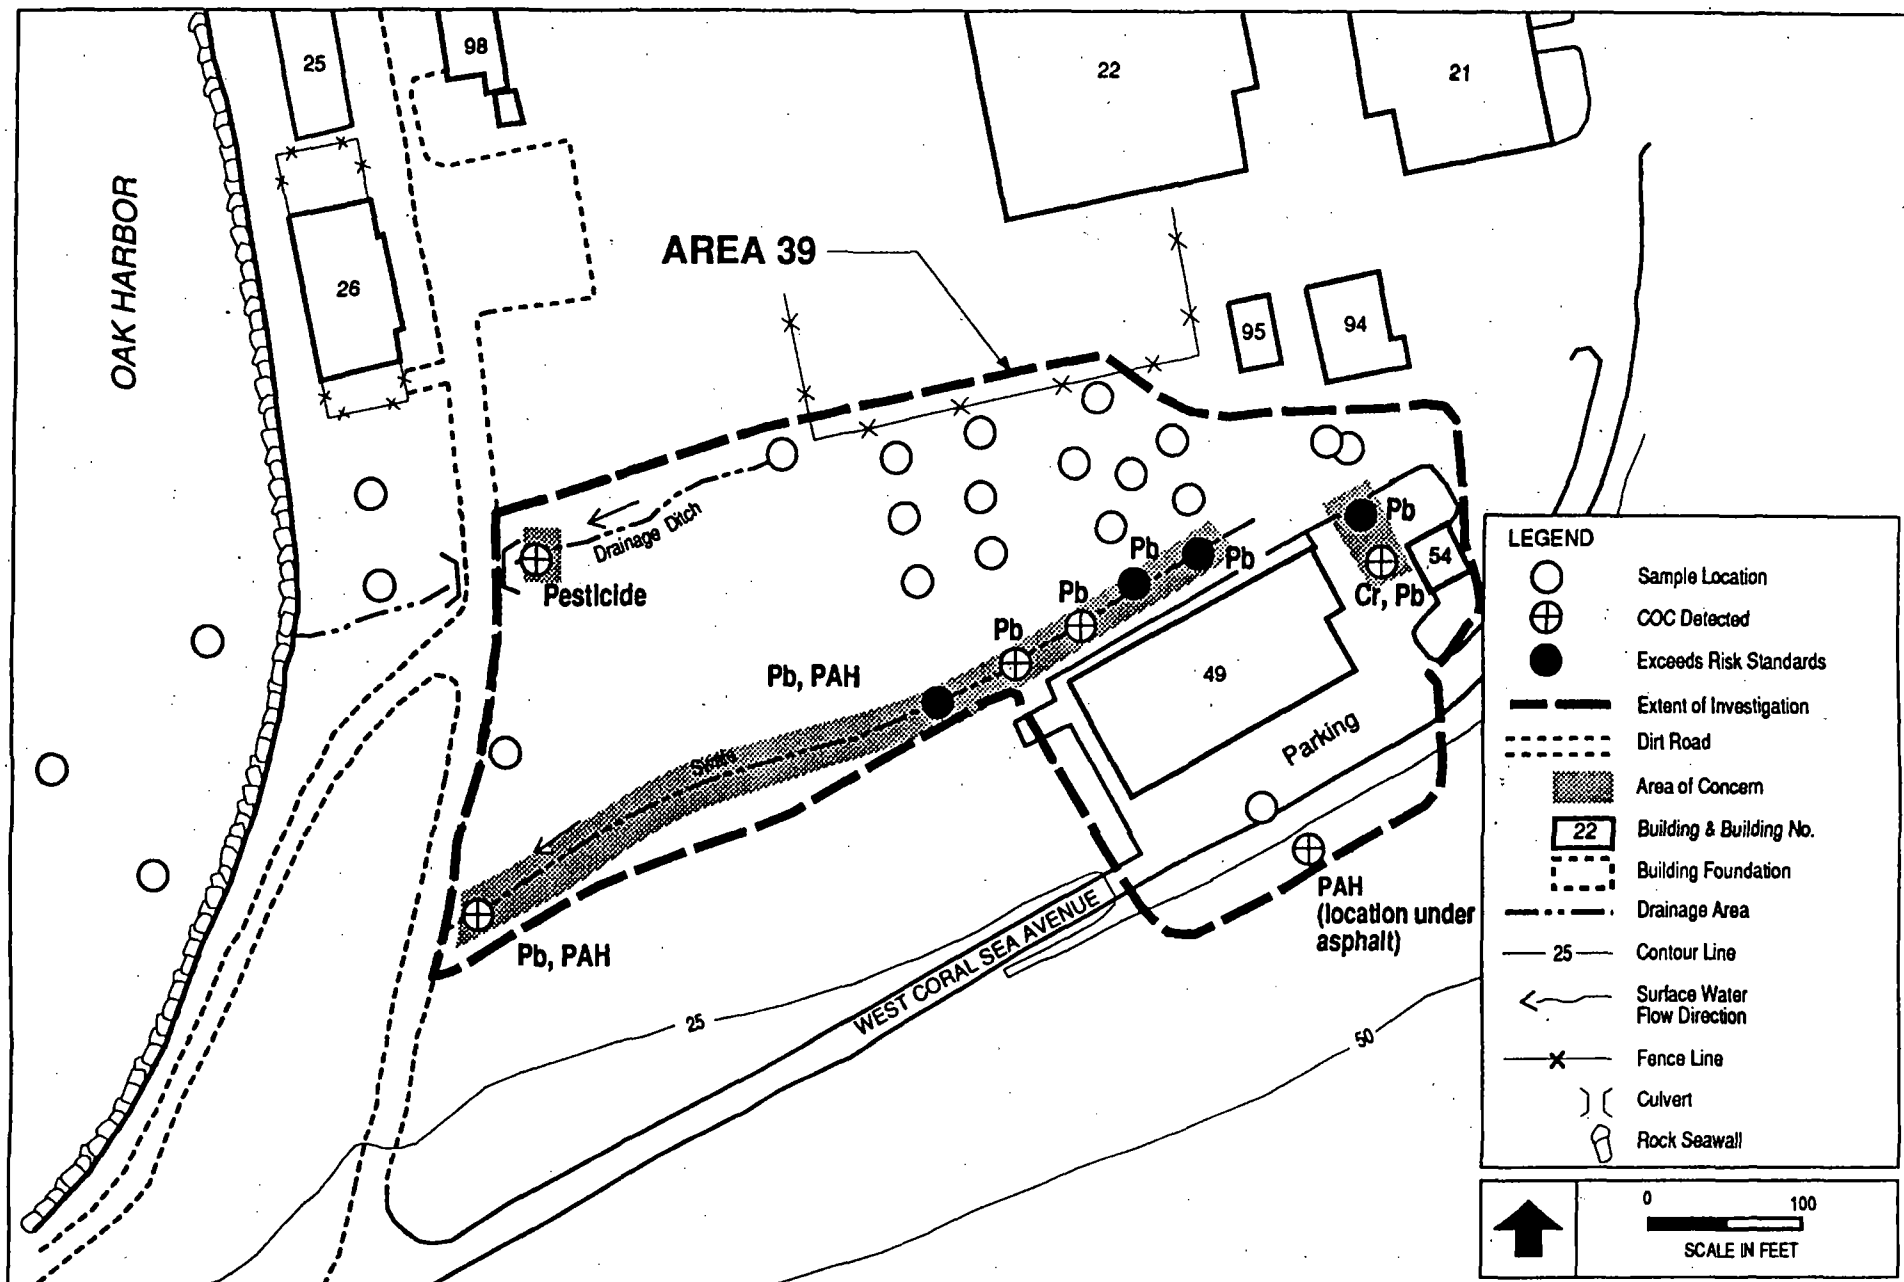 25
98
22
21
OAK HARBOR
26
AREA 39
95
94
Drainage Ditch
Pesticide
Pb
Pb
Pb
Pb
Pb
Cr, Pb
54
Pb, PAH
49
Parking
Swale
Pb, PAH
PAH
(location under
asphalt)
WEST CORAL SEA AVENUE
25
50
LEGEND
Sample Location
COC Detected
Exceeds Risk Standards
Extent of Investigation
Dirt Road
Area of Concern
22 Building & Building No.
Building Foundation
Drainage Area
25 Contour Line
Surface Water
Flow Direction
Fence Line
Culvert
Rock Seawall
0 100
SCALE IN FEET